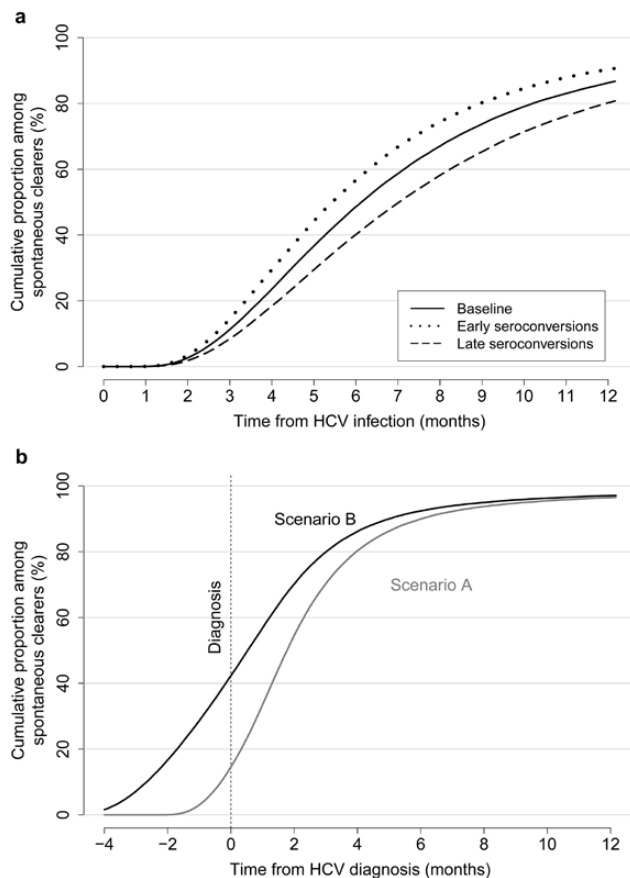 a
Cumulative proportion among
spontaneous clearers (%)
100
80
60
40
20
0
Baseline
Early seroconversions
Late seroconversions
0 1 2 3 4 5 6 7 8 9 10 11 12
Time from HCV infection (months)
b
Cumulative proportion among
spontaneous clearers (%)
100
80
60
40
20
0
Diagnosis
Scenario B
Scenario A
−4 −2 0 2 4 6 8 10 12
Time from HCV diagnosis (months)